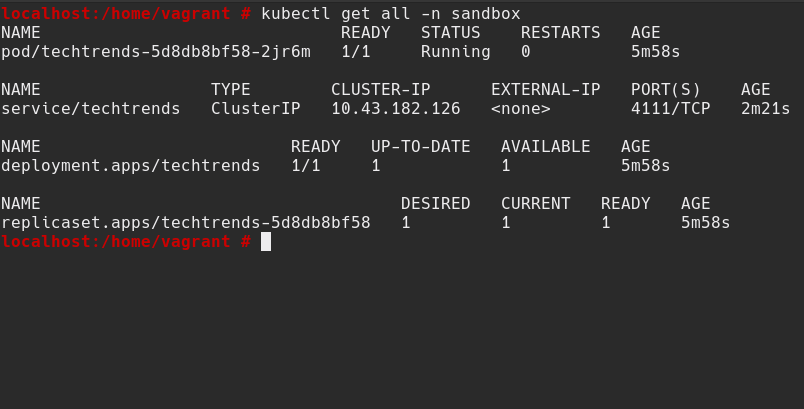 localhost:/home/vagrant # kubectl get all -n sandbox
NAME                              READY   STATUS    RESTARTS   AGE
pod/techtrends-5d8db8bf58-2jr6m   1/1     Running   0          5m58s

NAME                 TYPE        CLUSTER-IP      EXTERNAL-IP   PORT(S)    AGE
service/techtrends   ClusterIP   10.43.182.126   <none>        4111/TCP   2m21s

NAME                         READY   UP-TO-DATE   AVAILABLE   AGE
deployment.apps/techtrends   1/1     1            1           5m58s

NAME                                    DESIRED   CURRENT   READY   AGE
replicaset.apps/techtrends-5d8db8bf58   1         1         1       5m58s
localhost:/home/vagrant #